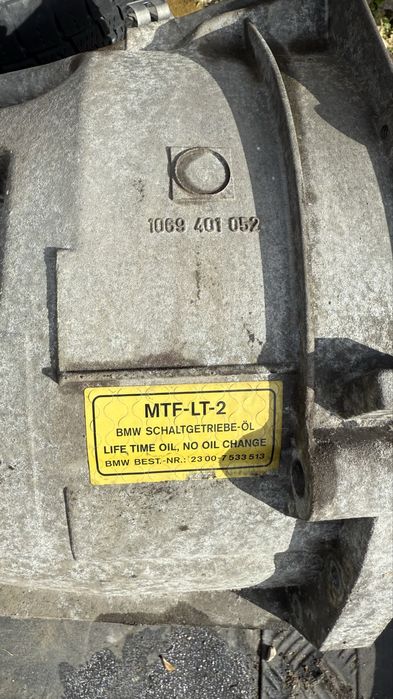 1069 401 052
MTF-LT-2
BMW SCHALTGETRIEBE-ÖL
LIFE TIME OIL, NO OIL CHANGE
BMW BEST.-NR.: 23 00-7 533 513